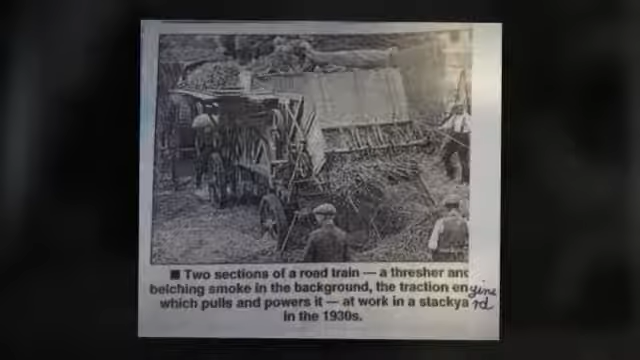 ■ Two sections of a road train — a thresher and
belching smoke in the background, the traction engine
which pulls and powers it — at work in a stackyard
in the 1930s.